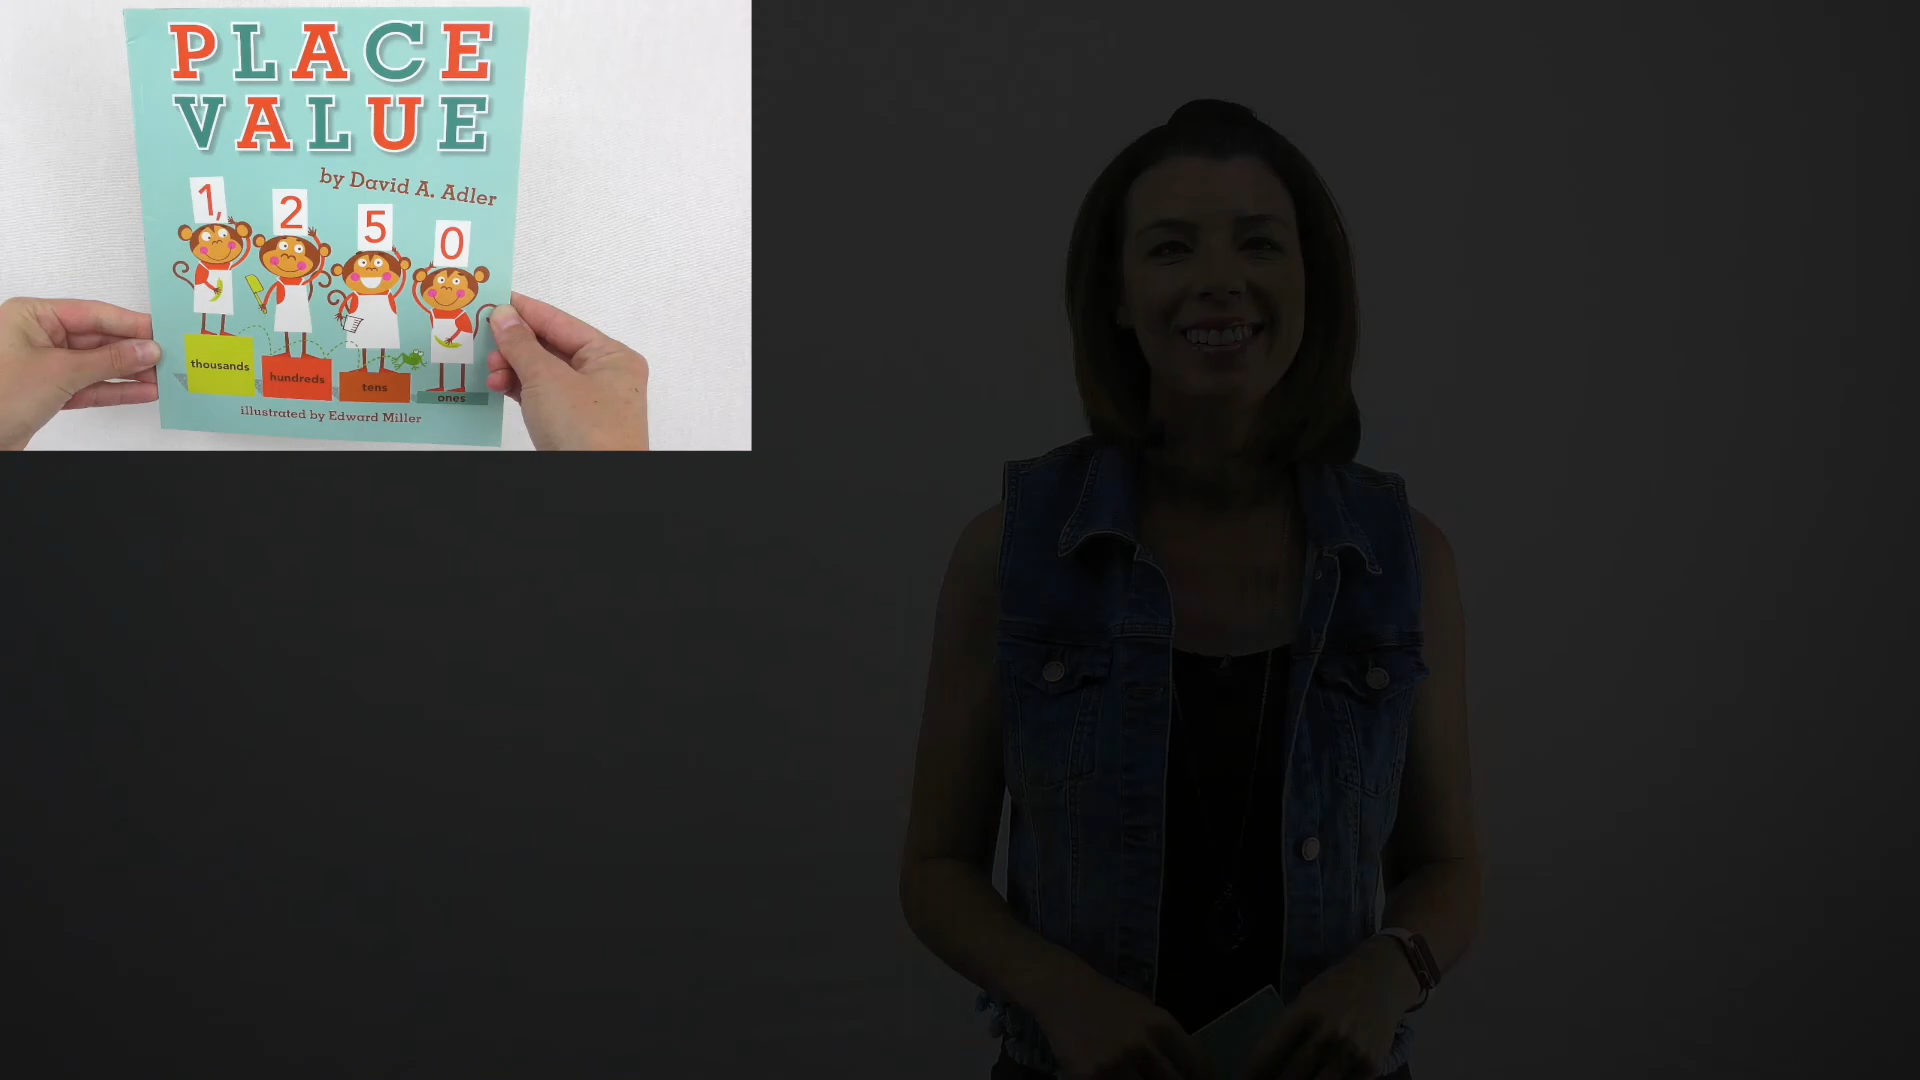 PLACE
VALUE
by David A. Adler
1, 2 5 0
thousands hundreds tens ones
illustrated by Edward Miller